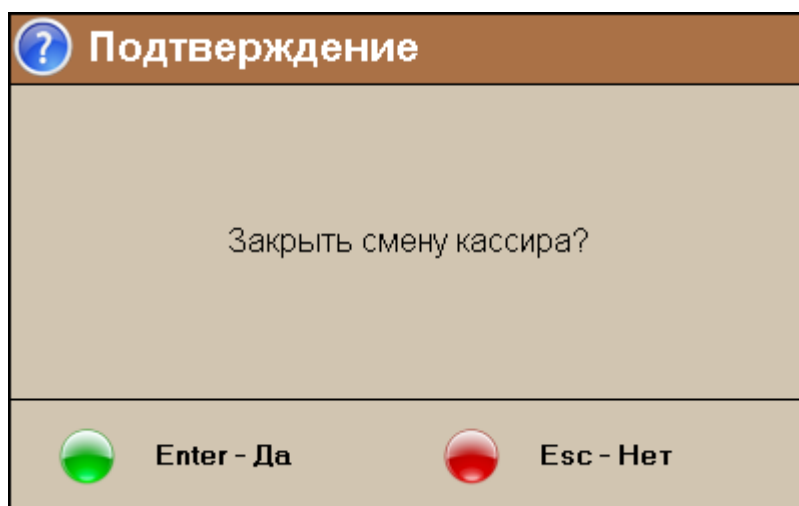 ? Подтверждение
Закрыть смену кассира?
Enter - Да
Esc - Нет